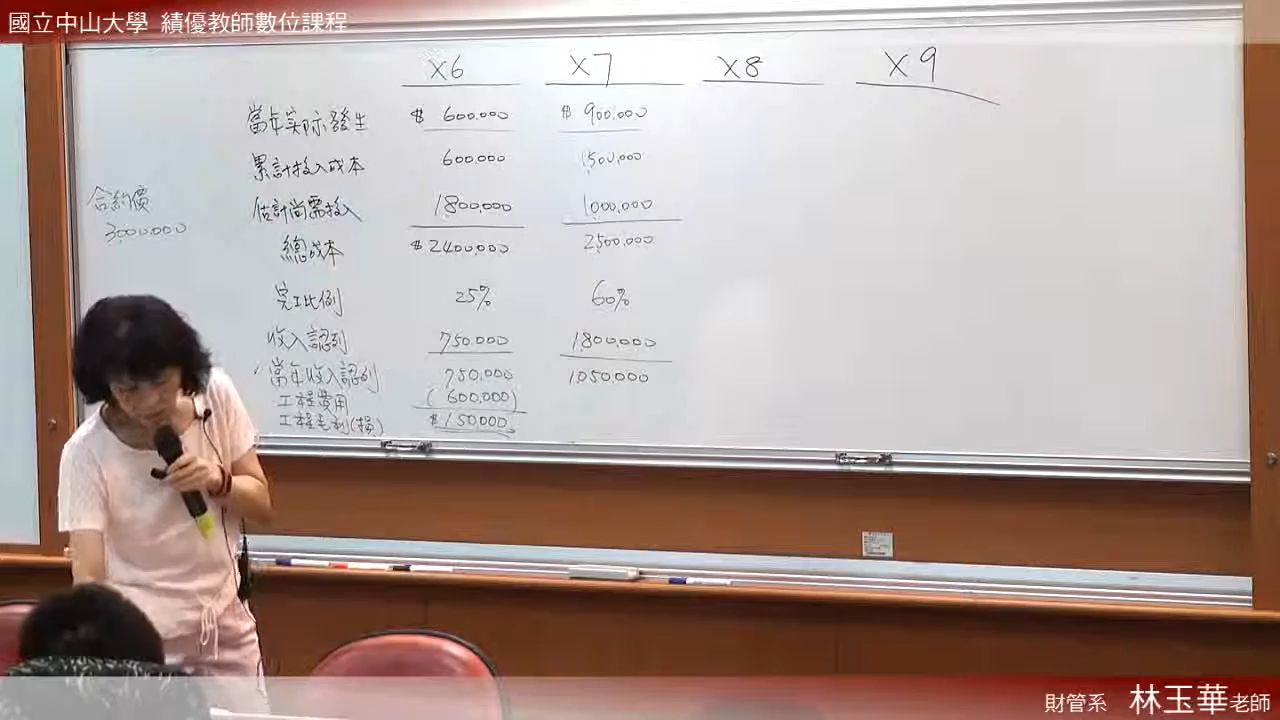 國立中山大學 績優教師數位課程
X6 X7 X8 X9
當年实际發生 $ 600,000 $ 900,000
累計投入成本 600,000 1,500,000
合約價
3,000,000
估計尚需投入 1,800,000 1,000,000
總成本 $ 2,400,000 2,500,000
完工比例 25% 60%
收入認列 750,000 1,800,000
當年收入認列 750,000 1,050,000
工程費用 (600,000)
工程毛利(損) $150,000
財管系 林玉華老師